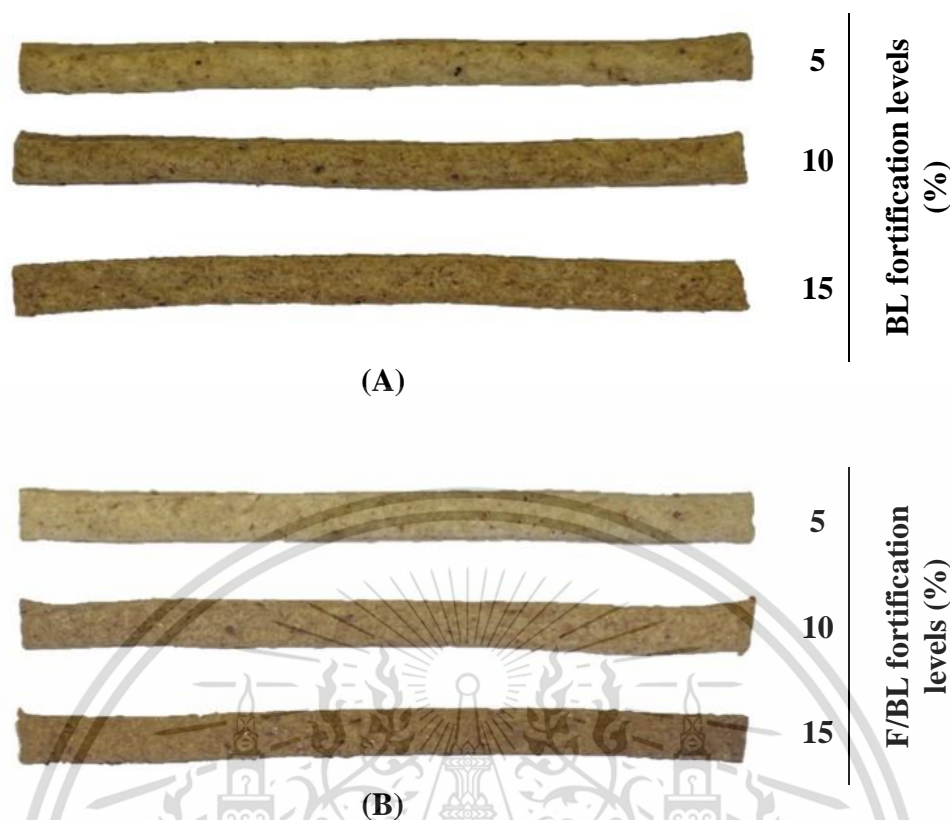 5
10
15
BL fortification levels
(%)
(A)
5
10
15
F/BL fortification
levels (%)
(B)